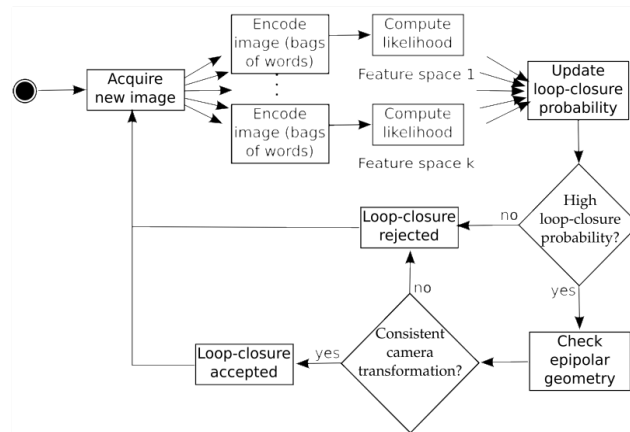 Encode
image (bags
of words)
Compute
likelihood
Feature space 1
Acquire
new image
Update
loop-closure
probability
Encode
image (bags
of words)
Compute
likelihood
Feature space k
High
loop-closure
probability?
no
Loop-closure
rejected
yes
no
Consistent
camera
transformation?
yes
Loop-closure
accepted
Check
epipolar
geometry